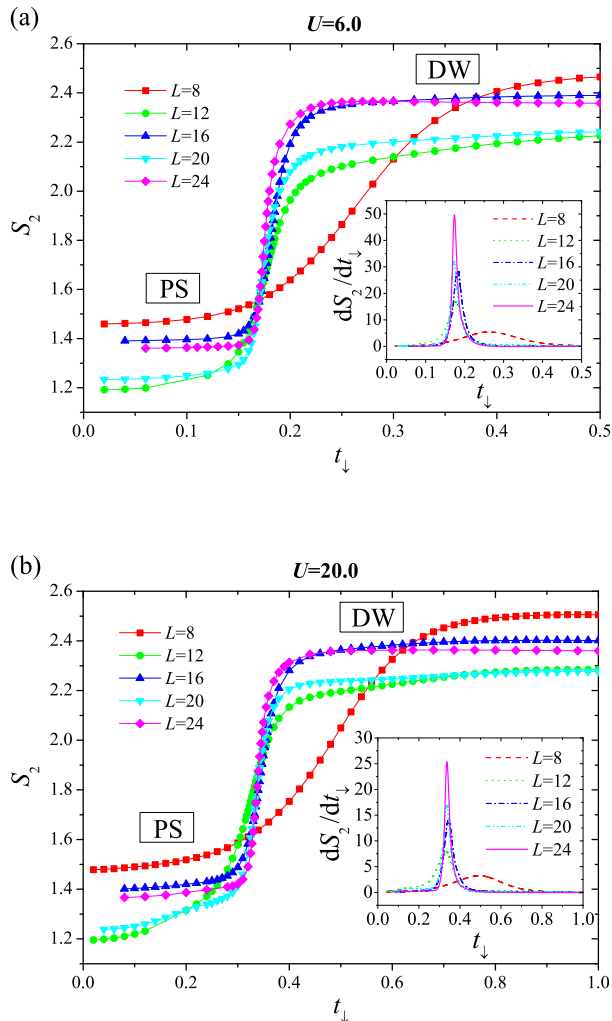 (a)
U=6.0
2.6
2.4
2.2
2.0
1.8
1.6
1.4
1.2
S₂
L=8
L=12
L=16
L=20
L=24
DW
PS
50
40
30
20
10
0
dS₂/dt↓
L=8
L=12
L=16
L=20
L=24
0.0 0.1 0.2 0.3 0.4 0.5
t↓
0.0 0.1 0.2 0.3 0.4 0.5
t↓
(b)
U=20.0
2.6
2.4
2.2
2.0
1.8
1.6
1.4
1.2
S₂
L=8
L=12
L=16
L=20
L=24
DW
PS
30
25
20
15
10
5
0
dS₂/dt↓
L=8
L=12
L=16
L=20
L=24
0.0 0.2 0.4 0.6 0.8 1.0
t↓
0.0 0.2 0.4 0.6 0.8 1.0
t↓